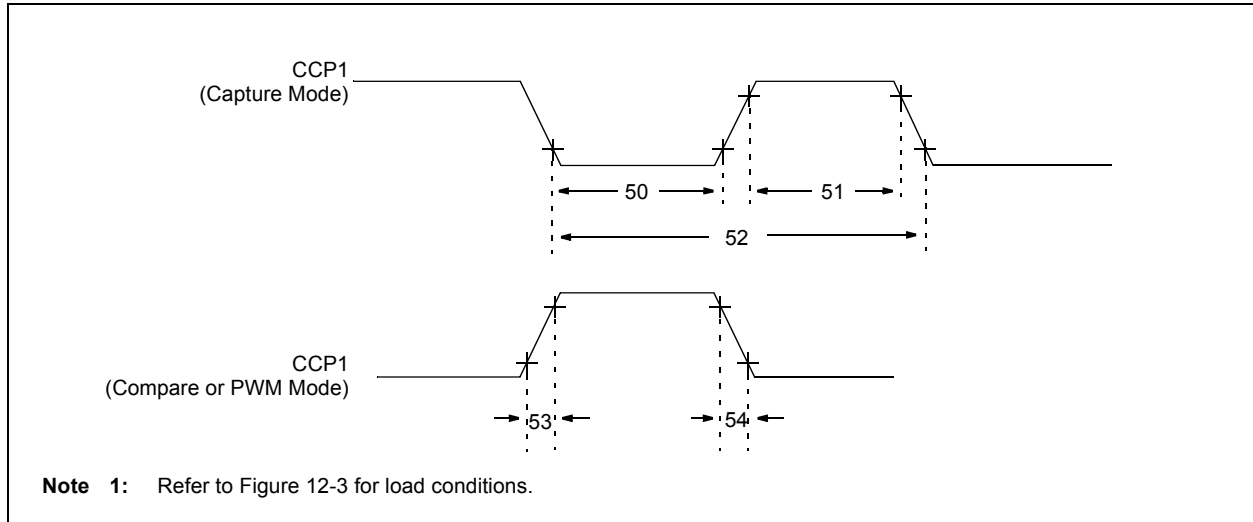 CCP1
(Capture Mode)
50
51
52
CCP1
(Compare or PWM Mode)
53
54
Note 1: Refer to Figure 12-3 for load conditions.